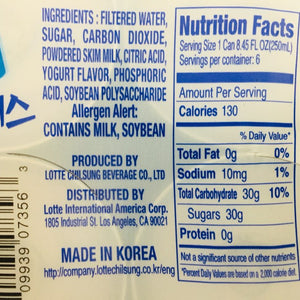 INGREDIENTS: FILTERED WATER,
SUGAR, CARBON DIOXIDE,
POWDERED SKIM MILK, CITRIC ACID,
YOGURT FLAVOR, PHOSPHORIC
ACID, SOYBEAN POLYSACCHARIDE
Allergen Alert:
CONTAINS MILK, SOYBEAN
PRODUCED BY
LOTTE CHILSUNG BEVERAGE CO., LTD
DISTRIBUTED BY
Lotte International America Corp.
1805 Industrial St. Los Angeles, CA 90021
MADE IN KOREA
http://company.lottechilsung.co.kr/eng
스
09939 07356 3
Nutrition Facts
Serving Size 1 Can 8.45 FL OZ(250mL)
Servings per container : 6
Amount Per Serving
Calories 130
% Daily Value*
Total Fat 0g 0%
Sodium 10mg 1%
Total Carbohydrate 30g 10%
Sugars 30g
Protein 0g
Not a significant source of other nutrients.
*Percent Daily Values are based on a 2,000 calorie diet.